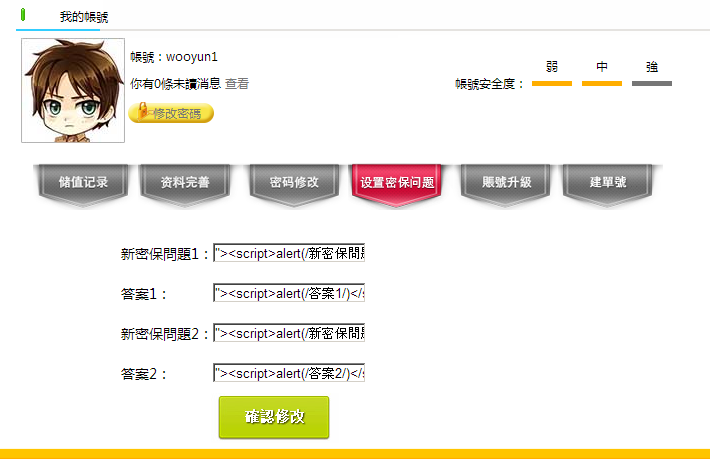 我的帳號
帳號：wooyun1
你有0條未讀消息 查看
修改密碼
帳號安全度： 弱 中 強
储值记录 资料完善 密码修改 设置密保问题 賬號升級 建單號
新密保問題1： "><script>alert(/新密保問題
答案1： "><script>alert(/答案1/)</s
新密保問題2： "><script>alert(/新密保問題
答案2： "><script>alert(/答案2/)</s
確認修改